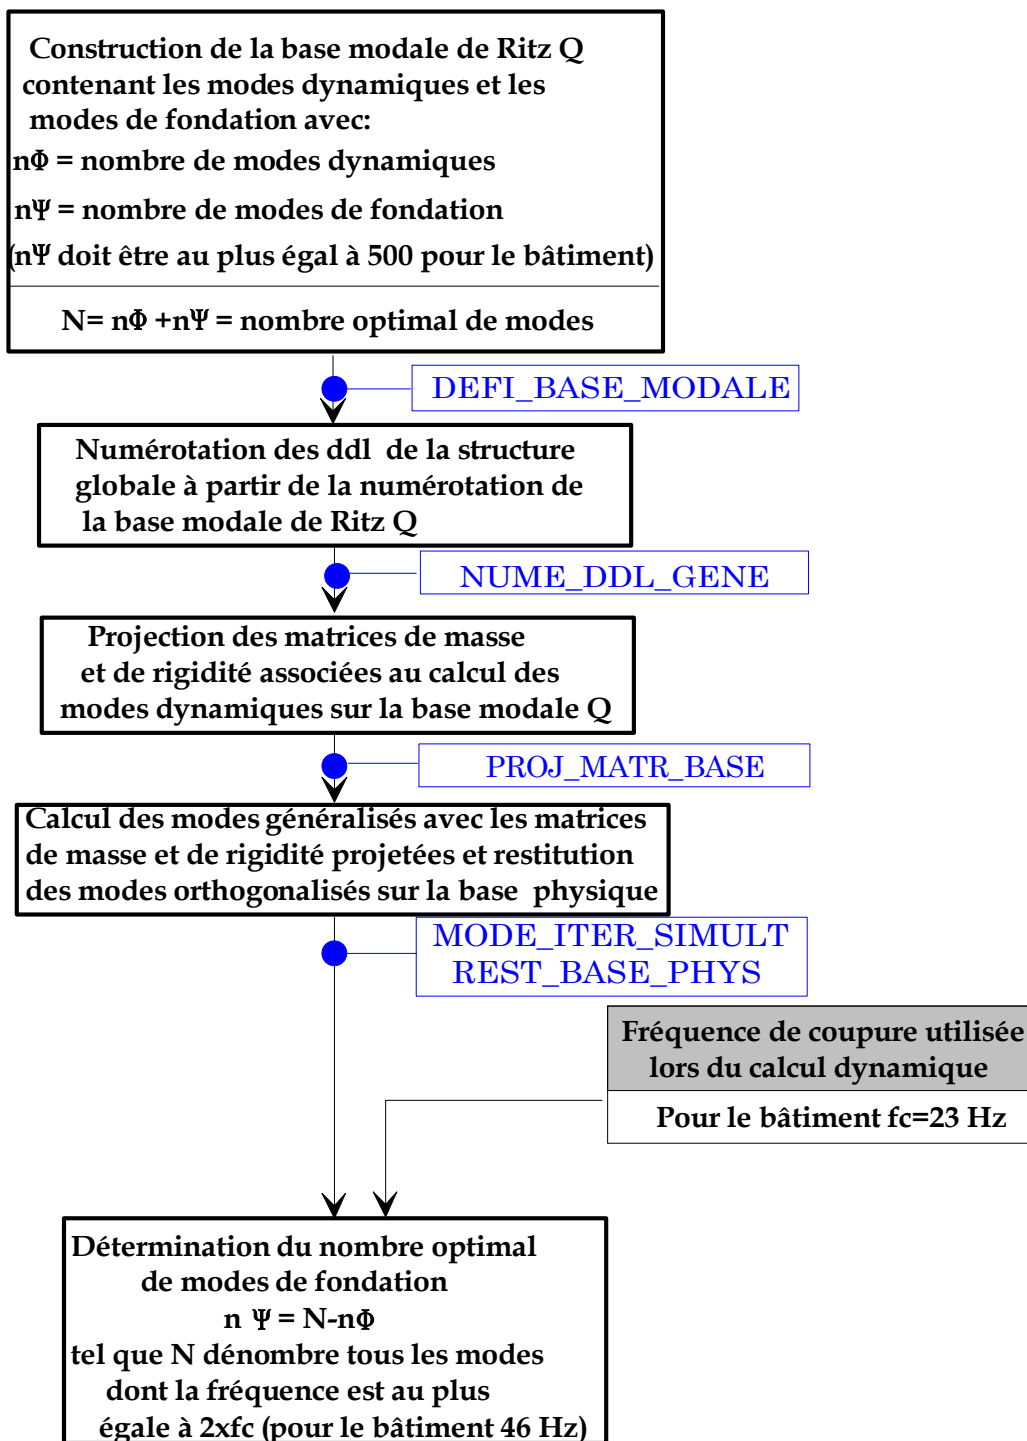 Construction de la base modale de Ritz Q
contenant les modes dynamiques et les
modes de fondation avec:
nΦ = nombre de modes dynamiques
nΨ = nombre de modes de fondation
(nΨ doit être au plus égal à 500 pour le bâtiment)
N= nΦ +nΨ = nombre optimal de modes
DEFI_BASE_MODALE
Numérotation des ddl de la structure
globale à partir de la numérotation de
la base modale de Ritz Q
NUME_DDL_GENE
Projection des matrices de masse
et de rigidité associées au calcul des
modes dynamiques sur la base modale Q
PROJ_MATR_BASE
Calcul des modes généralisés avec les matrices
de masse et de rigidité projetées et restitution
des modes orthogonalisés sur la base physique
MODE_ITER_SIMULT
REST_BASE_PHYS
Fréquence de coupure utilisée
lors du calcul dynamique
Pour le bâtiment fc=23 Hz
Détermination du nombre optimal
de modes de fondation
n Ψ = N-nΦ
tel que N dénombre tous les modes
dont la fréquence est au plus
égale à 2xfc (pour le bâtiment 46 Hz)